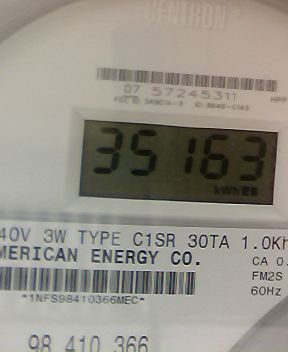 CENTRON
07 57245311
35163
kWh
40V 3W TYPE C1SR 30TA 1.0Kh
MERICAN ENERGY CO.
CA 0.
FM2S
60Hz
*1NFS98410366MEC*
98 410 366